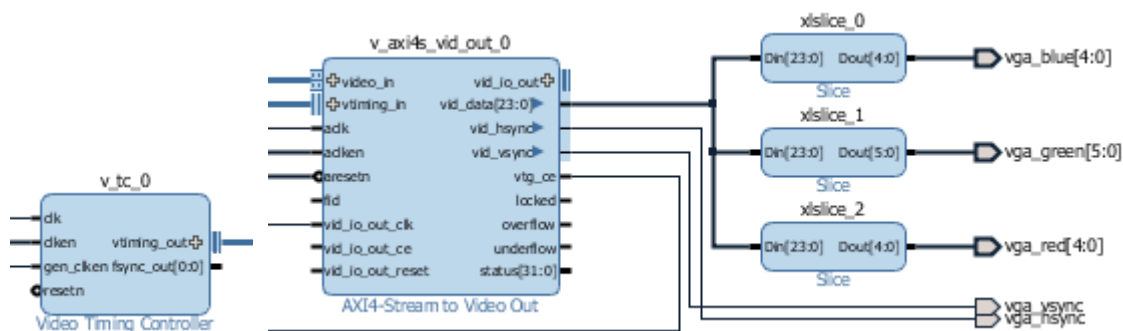 v_tc_0
clk
clken
vtiming_out
gen_clken
fsync_out[0:0]
resetn
Video Timing Controller
v_axi4s_vid_out_0
video_in
vid_io_out
vtiming_in
vid_data[23:0]
aclk
vid_hsync
aclken
vid_vsync
aresetn
vtg_ce
fid
locked
vid_io_out_clk
overflow
vid_io_out_ce
underflow
vid_io_out_reset
status[31:0]
AXI4-Stream to Video Out
xlslice_0
Din[23:0]
Dout[4:0]
Slice
vga_blue[4:0]
xlslice_1
Din[23:0]
Dout[5:0]
Slice
vga_green[5:0]
xlslice_2
Din[23:0]
Dout[4:0]
Slice
vga_red[4:0]
vga_vsync
vga_hsync